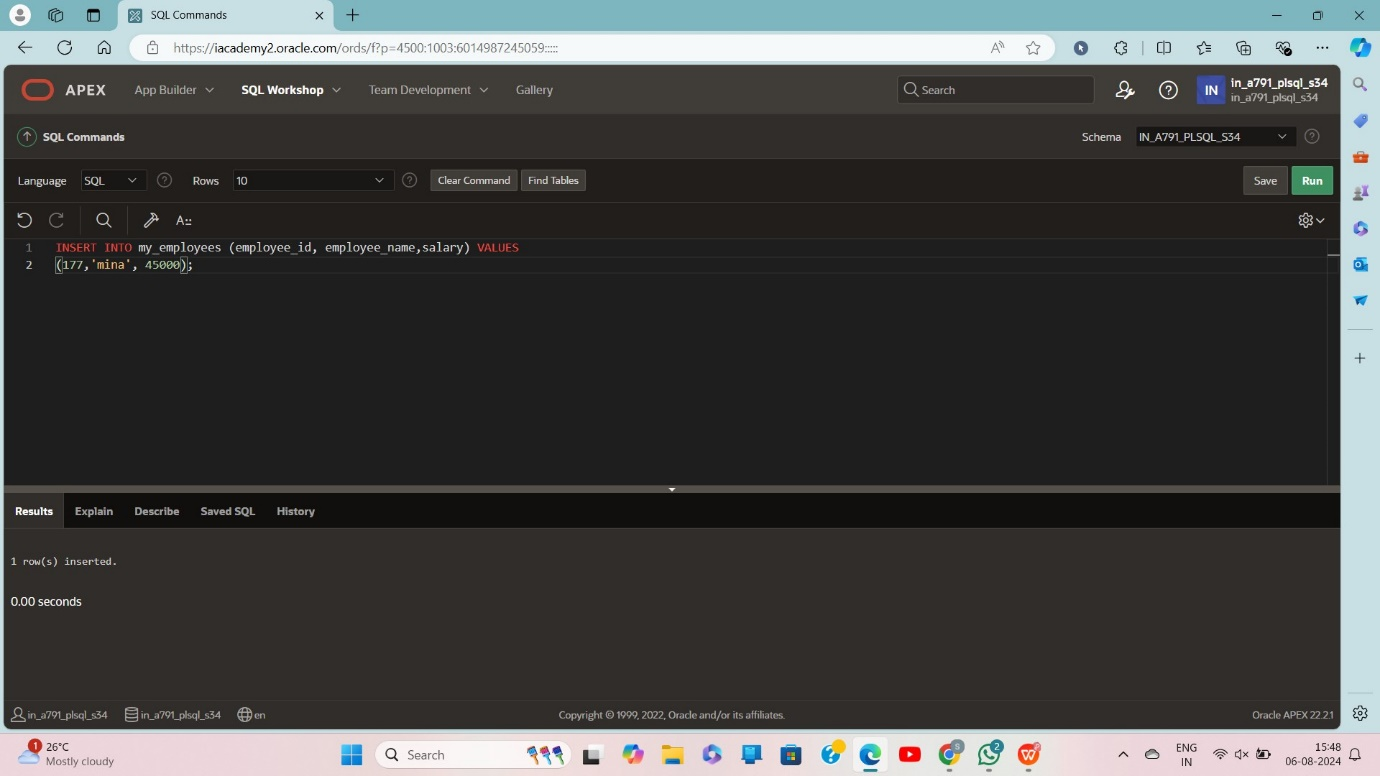 SQL Commands
https://iacademy2.oracle.com/ords/f?p=4500:1003:6014987245059:::::
APEX App Builder SQL Workshop Team Development Gallery Search IN in_a791_plsql_s34
in_a791_plsql_s34
SQL Commands Schema IN_A791_PLSQL_S34
Language SQL Rows 10 Clear Command Find Tables Save Run
A::
1 INSERT INTO my_employees (employee_id, employee_name,salary) VALUES
2 (177,'mina', 45000);
Results Explain Describe Saved SQL History
1 row(s) inserted.
0.00 seconds
in_a791_plsql_s34 in_a791_plsql_s34 en Copyright © 1999, 2022, Oracle and/or its affiliates. Oracle APEX 22.2.1
1 26°C
Mostly cloudy
Search
S
2
ENG
IN
15:48
06-08-2024